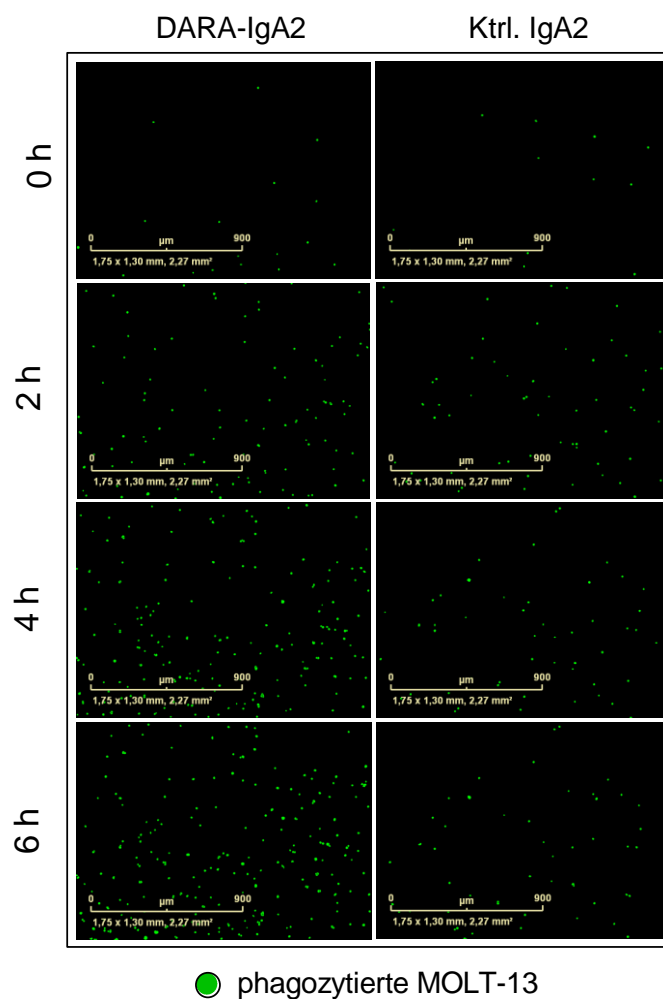 DARA-IgA2 Ktrl. IgA2
0 h
0 µm 900
1,75 x 1,30 mm, 2,27 mm²
0 µm 900
1,75 x 1,30 mm, 2,27 mm²
2 h
0 µm 900
1,75 x 1,30 mm, 2,27 mm²
0 µm 900
1,75 x 1,30 mm, 2,27 mm²
4 h
0 µm 900
1,75 x 1,30 mm, 2,27 mm²
0 µm 900
1,75 x 1,30 mm, 2,27 mm²
6 h
0 µm 900
1,75 x 1,30 mm, 2,27 mm²
0 µm 900
1,75 x 1,30 mm, 2,27 mm²
phagozytierte MOLT-13